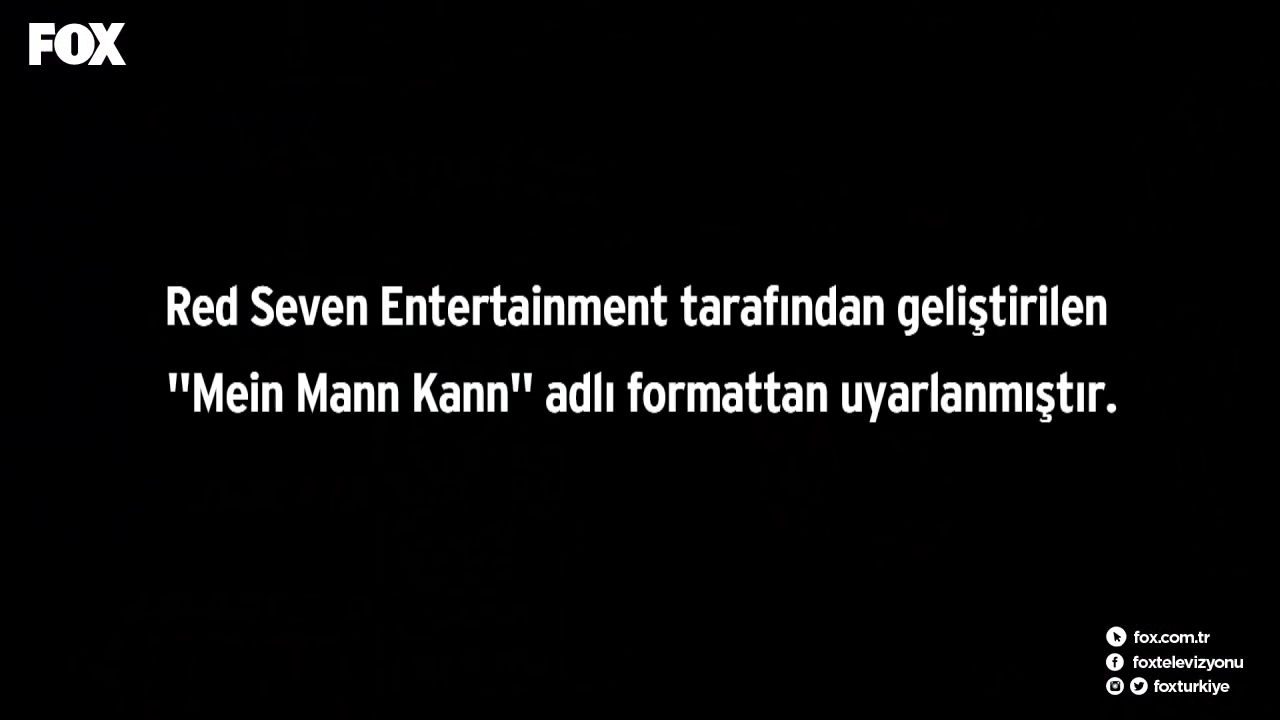 FOX
Red Seven Entertainment tarafından geliştirilen
"Mein Mann Kann" adlı formattan uyarlanmıştır.
fox.com.tr
foxtelevizyonu
foxturkiye